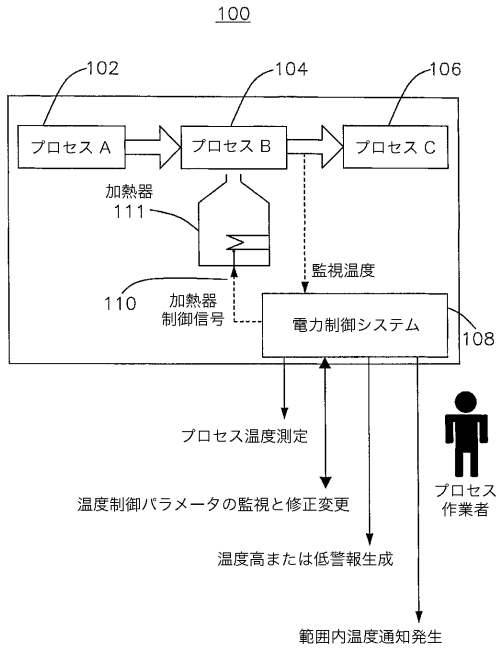 100
102
104
106
プロセス A
プロセス B
プロセス C
加熱器
111
監視温度
110
加熱器
制御信号
電力制御システム
108
プロセス温度測定
プロセス
作業者
温度制御パラメータの監視と修正変更
温度高または低警報生成
範囲内温度通知発生